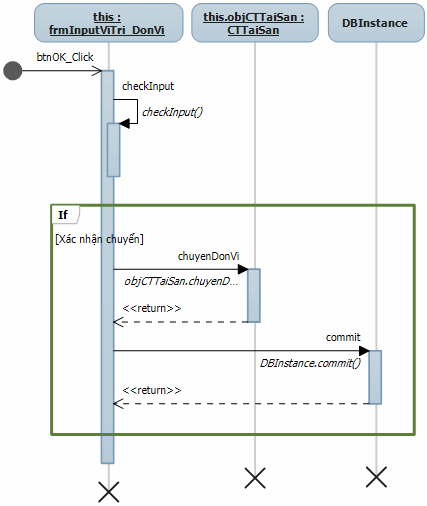 this :
frmInputViTri_DonVi
this.objCTTaiSan :
CTTaiSan
DBInstance
btnOK_Click
checkInput
checkInput()
If
[Xác nhận chuyển]
chuyenDonVi
objCTTaiSan.chuyenD...
<<return>>
commit
DBInstance.commit()
<<return>>